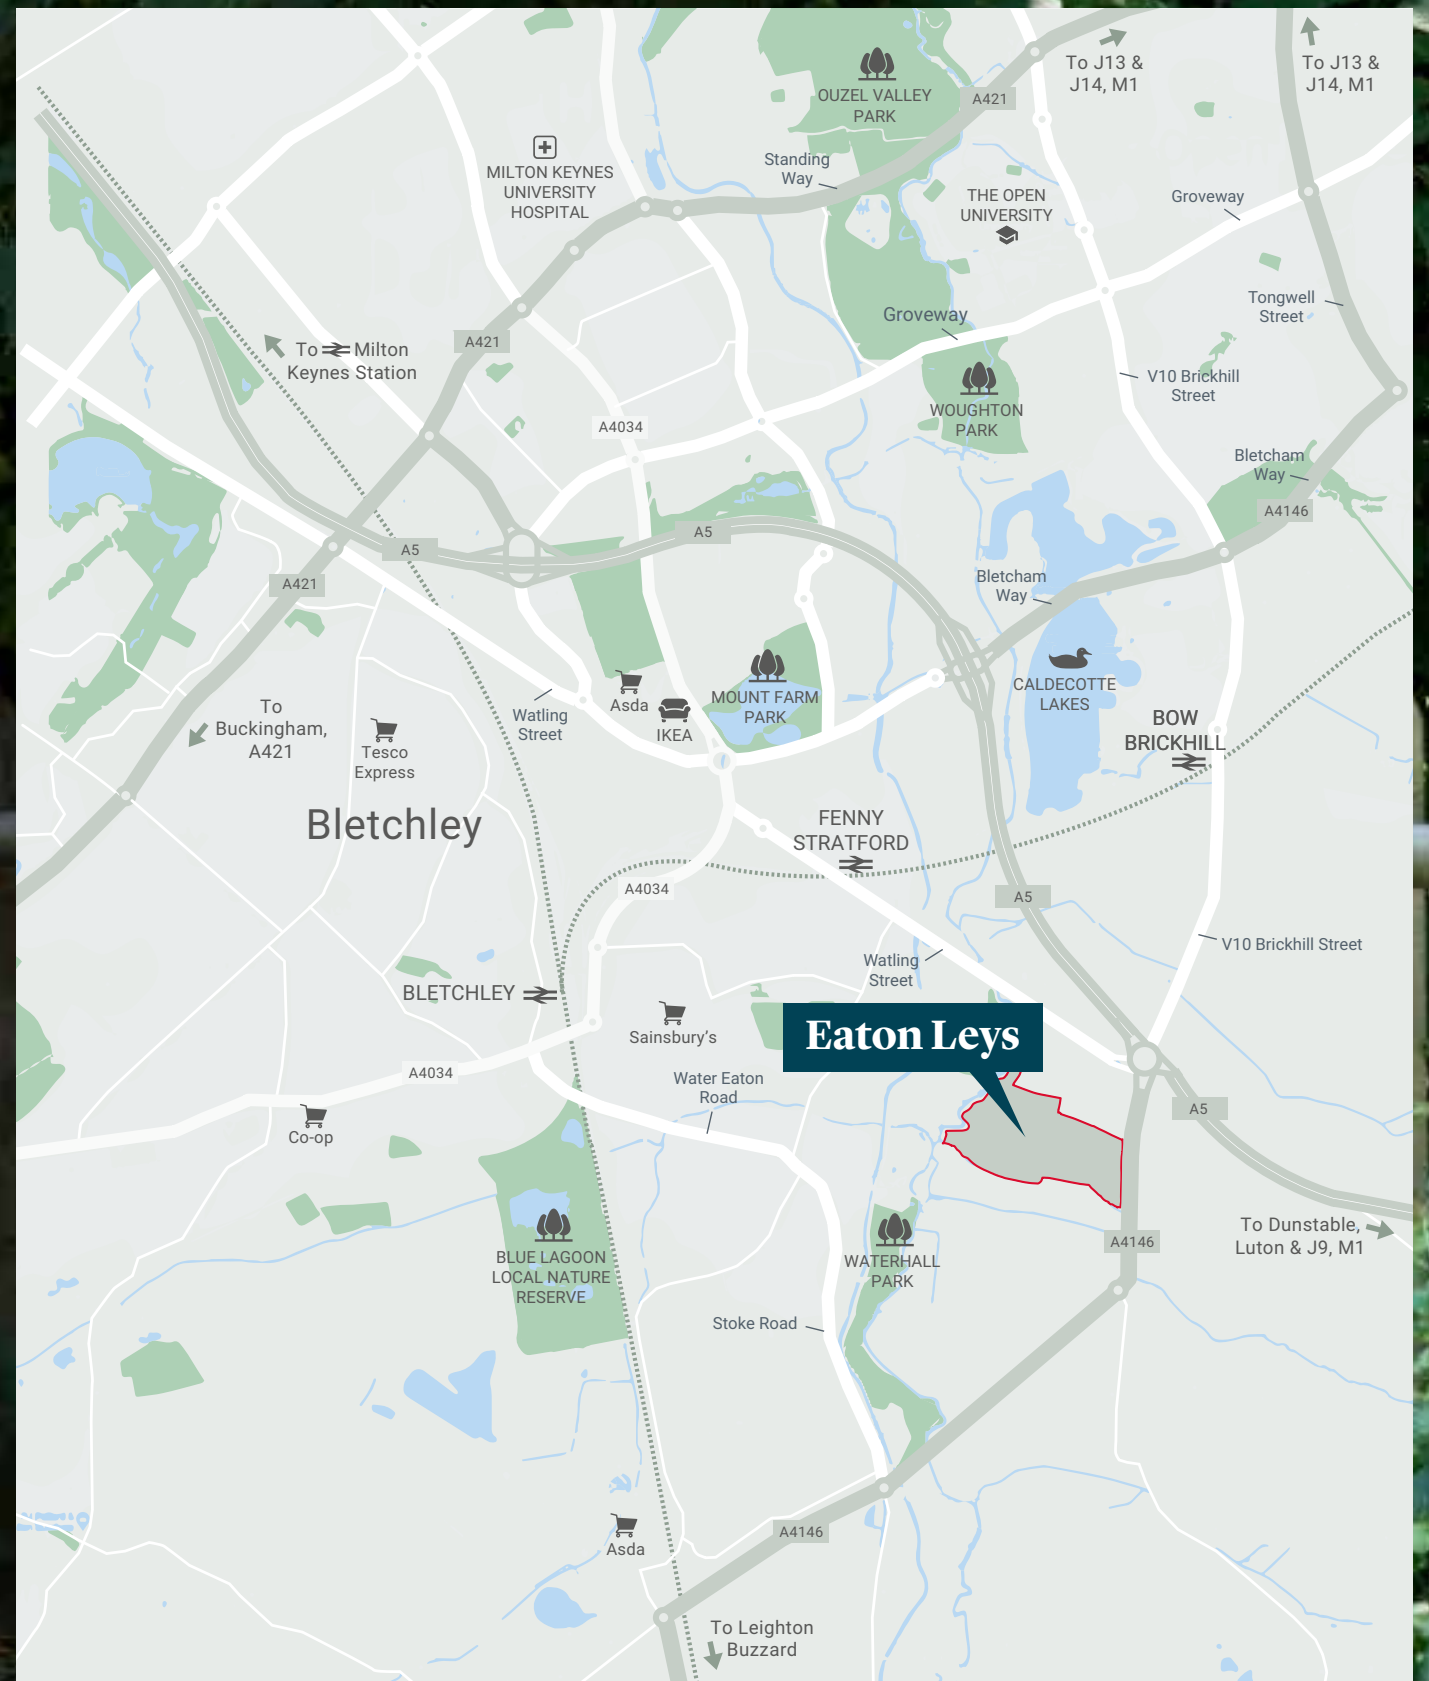 To J13 &
J14, M1
To J13 &
J14, M1
OUZEL VALLEY
PARK
A421
MILTON KEYNES
UNIVERSITY
HOSPITAL
Standing
Way
THE OPEN
UNIVERSITY
Groveway
Tongwell
Street
Groveway
To Milton
Keynes Station
A421
V10 Brickhill
Street
WOUGHTON
PARK
A4034
Bletcham
Way
A4146
A5
A5
A421
Bletcham
Way
CALDECOTTE
LAKES
Asda
IKEA
MOUNT FARM
PARK
Watling
Street
To
Buckingham,
A421
Tesco
Express
BOW
BRICKHILL
Bletchley
FENNY
STRATFORD
A4034
A5
V10 Brickhill Street
Watling
Street
BLETCHLEY
Sainsbury's
Eaton Leys
A4034
Water Eaton
Road
A5
Co-op
BLUE LAGOON
LOCAL NATURE
RESERVE
WATERHALL
PARK
A4146
To Dunstable,
Luton & J9, M1
Stoke Road
A4146
Asda
To Leighton
Buzzard